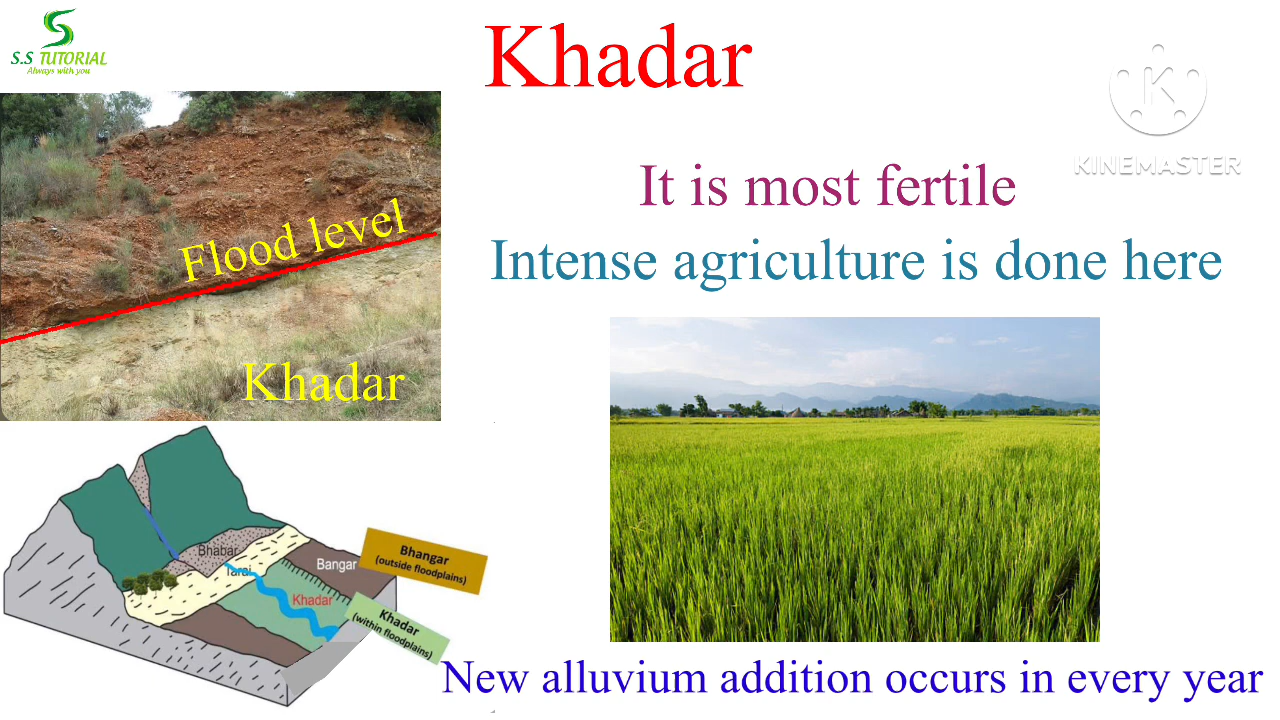 S.S TUTORIAL
Always with you
Khadar
KINEMASTER
It is most fertile
Intense agriculture is done here
Flood level
Khadar
Bhabar
Tarai
Bangar
Khadar
Bhangar
(outside floodplains)
Khadar
(within floodplains)
New alluvium addition occurs in every year